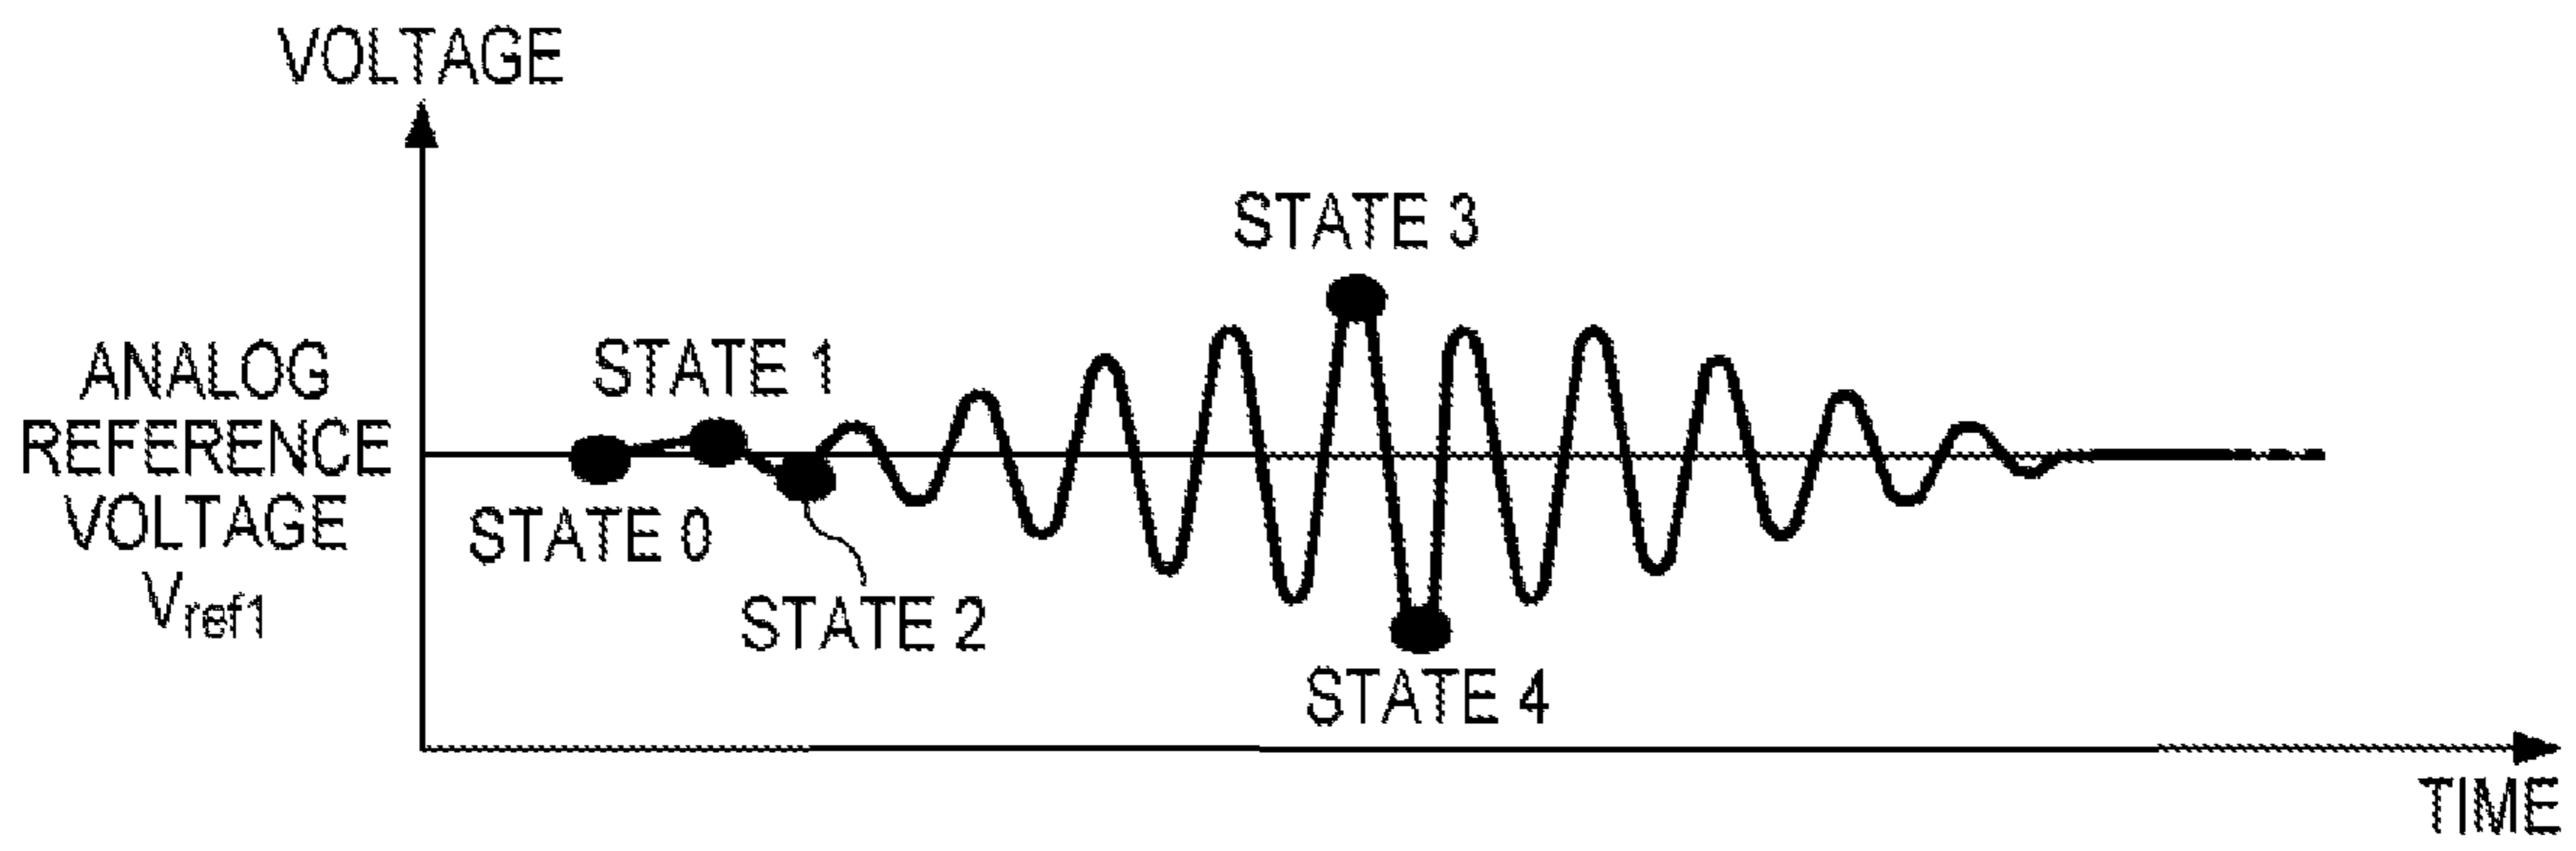 VOLTAGE
STATE 3
STATE 1
ANALOG
REFERENCE
VOLTAGE
Vref1
STATE 0
STATE 2
STATE 4
TIME